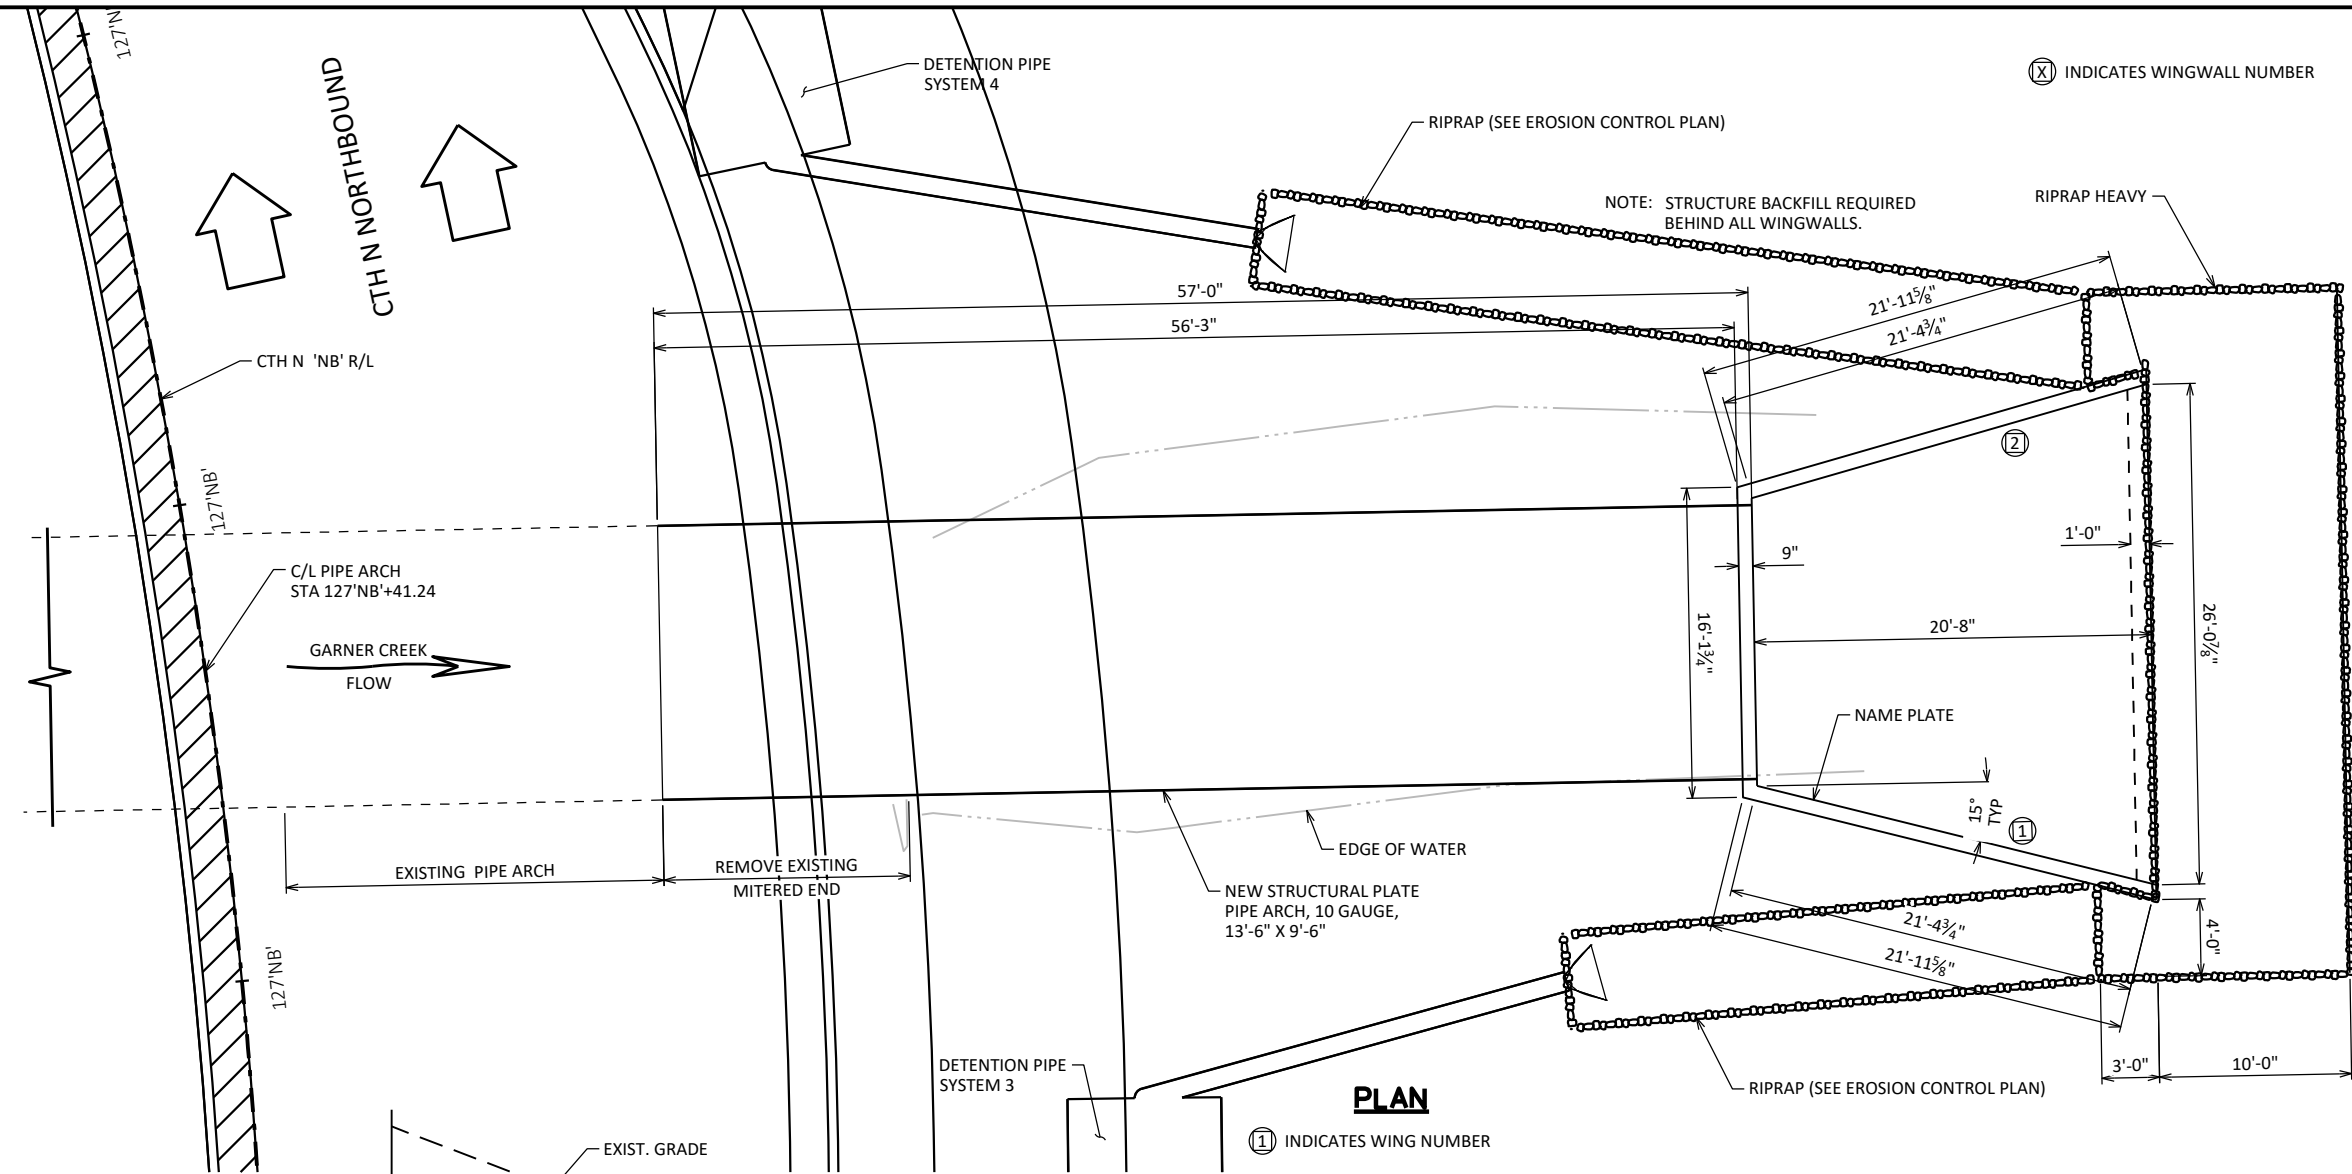 127'N
CTH N NORTHBOUND
DETENTION PIPE
SYSTEM 4
X INDICATES WINGWALL NUMBER
RIPRAP (SEE EROSION CONTROL PLAN)
NOTE: STRUCTURE BACKFILL REQUIRED
BEHIND ALL WINGWALLS.
RIPRAP HEAVY
57'-0"
56'-3"
21'-11⅝"
21'-4¾"
CTH N 'NB' R/L
127'NB'
2
C/L PIPE ARCH
STA 127'NB'+41.24
9"
1'-0"
GARNER CREEK
FLOW
16'-1¾"
20'-8"
26'-0⅞"
NAME PLATE
15°
TYP
1
EXISTING PIPE ARCH
REMOVE EXISTING
MITERED END
EDGE OF WATER
NEW STRUCTURAL PLATE
PIPE ARCH, 10 GAUGE,
13'-6" X 9'-6"
21'-4¾"
21'-11⅝"
4'-0"
127'NB'
3'-0"
10'-0"
DETENTION PIPE
SYSTEM 3
RIPRAP (SEE EROSION CONTROL PLAN)
PLAN
1 INDICATES WING NUMBER
EXIST. GRADE